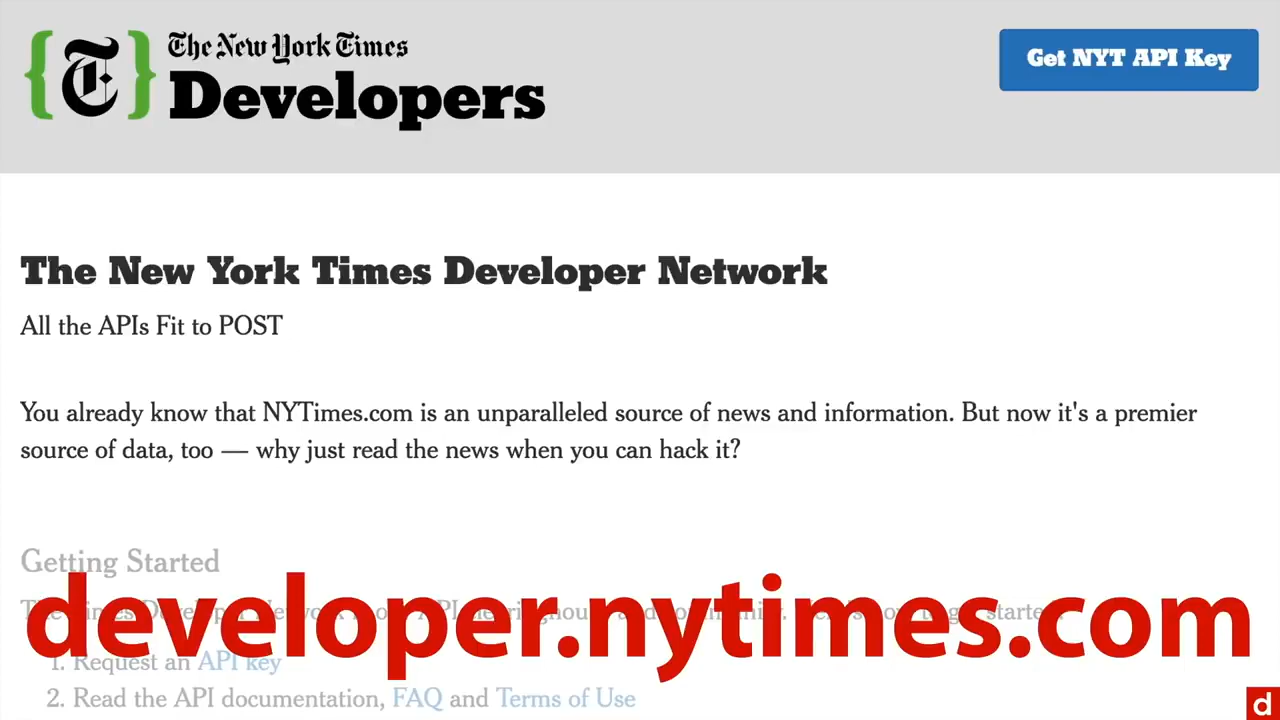 {T}
The New York Times
Developers
Get NYT API Key
The New York Times Developer Network
All the APIs Fit to POST
You already know that NYTimes.com is an unparalleled source of news and information. But now it's a premier
source of data, too — why just read the news when you can hack it?
Getting Started
developer.nytimes.com
1. Request an API key
2. Read the API documentation, FAQ and Terms of Use
d